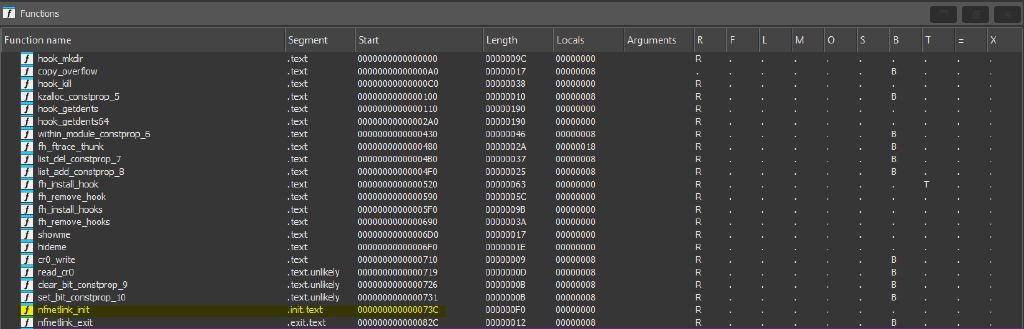 Functions
Function name Segment Start Length Locals Arguments R F L M O S B T = X
hook_mkdir .text 0000000000000000 0000009C 00000000 R . . . . . . . . .
copy_overflow .text 00000000000000A0 00000017 00000008 . . . . . . B . . .
hook_kill .text 00000000000000C0 00000038 00000000 R . . . . . . . . .
kzalloc_constprop_5 .text 0000000000000100 00000010 00000008 R . . . . . B . . .
hook_getdents .text 0000000000000110 00000190 00000000 R . . . . . . . . .
hook_getdents64 .text 00000000000002A0 00000190 00000000 R . . . . . . . . .
within_module_constprop_6 .text 0000000000000430 00000046 00000008 R . . . . . B . . .
fh_ftrace_thunk .text 0000000000000480 0000002A 00000018 R . . . . . B . . .
list_del_constprop_7 .text 00000000000004B0 00000037 00000008 R . . . . . B . . .
list_add_constprop_8 .text 00000000000004F0 00000025 00000008 R . . . . . B . . .
fh_install_hook .text 0000000000000520 00000063 00000000 R . . . . . . T . .
fh_remove_hook .text 0000000000000590 0000005C 00000000 R . . . . . . . . .
fh_install_hooks .text 00000000000005F0 0000009B 00000000 R . . . . . . . . .
fh_remove_hooks .text 0000000000000690 0000003A 00000000 R . . . . . . . . .
showme .text 00000000000006D0 00000017 00000000 R . . . . . . . . .
hideme .text 00000000000006F0 0000001E 00000000 R . . . . . . . . .
cr0_write .text 0000000000000710 00000009 00000008 R . . . . . B . . .
read_cr0 .text.unlikely 0000000000000719 0000000D 00000008 R . . . . . B . . .
clear_bit_constprop_9 .text.unlikely 0000000000000726 0000000B 00000008 R . . . . . B . . .
set_bit_constprop_10 .text.unlikely 0000000000000731 0000000B 00000008 R . . . . . B . . .
nfnetlink_init .init.text 000000000000073C 000000F0 00000000 R . . . . . . . . .
nfnetlink_exit .exit.text 000000000000082C 00000012 00000008 R . . . . . B . . .